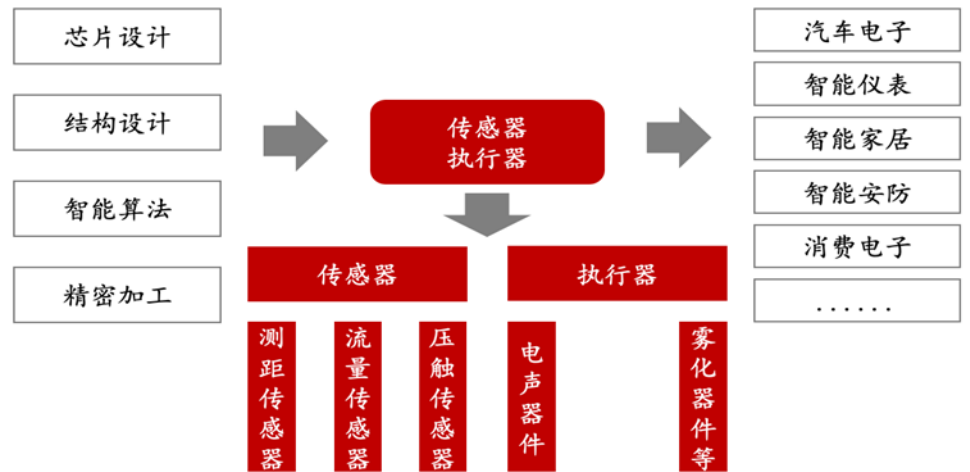 芯片设计
结构设计
智能算法
精密加工
传感器
执行器
传感器
执行器
测距传感器
流量传感器
压触传感器
电声器件
雾化器件等
汽车电子
智能仪表
智能家居
智能安防
消费电子
......